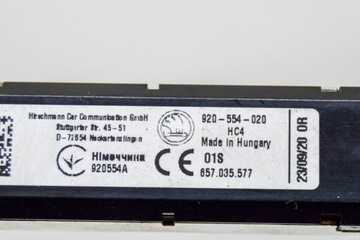 Hirschmann Car Communication GmbH
Stuttgarter Str. 45-51
D-72654 Neckartenzlingen
Німеччина
920554A
920-554-020
HC4
Made in Hungary
01S
657.035.577
23/09/20 0R